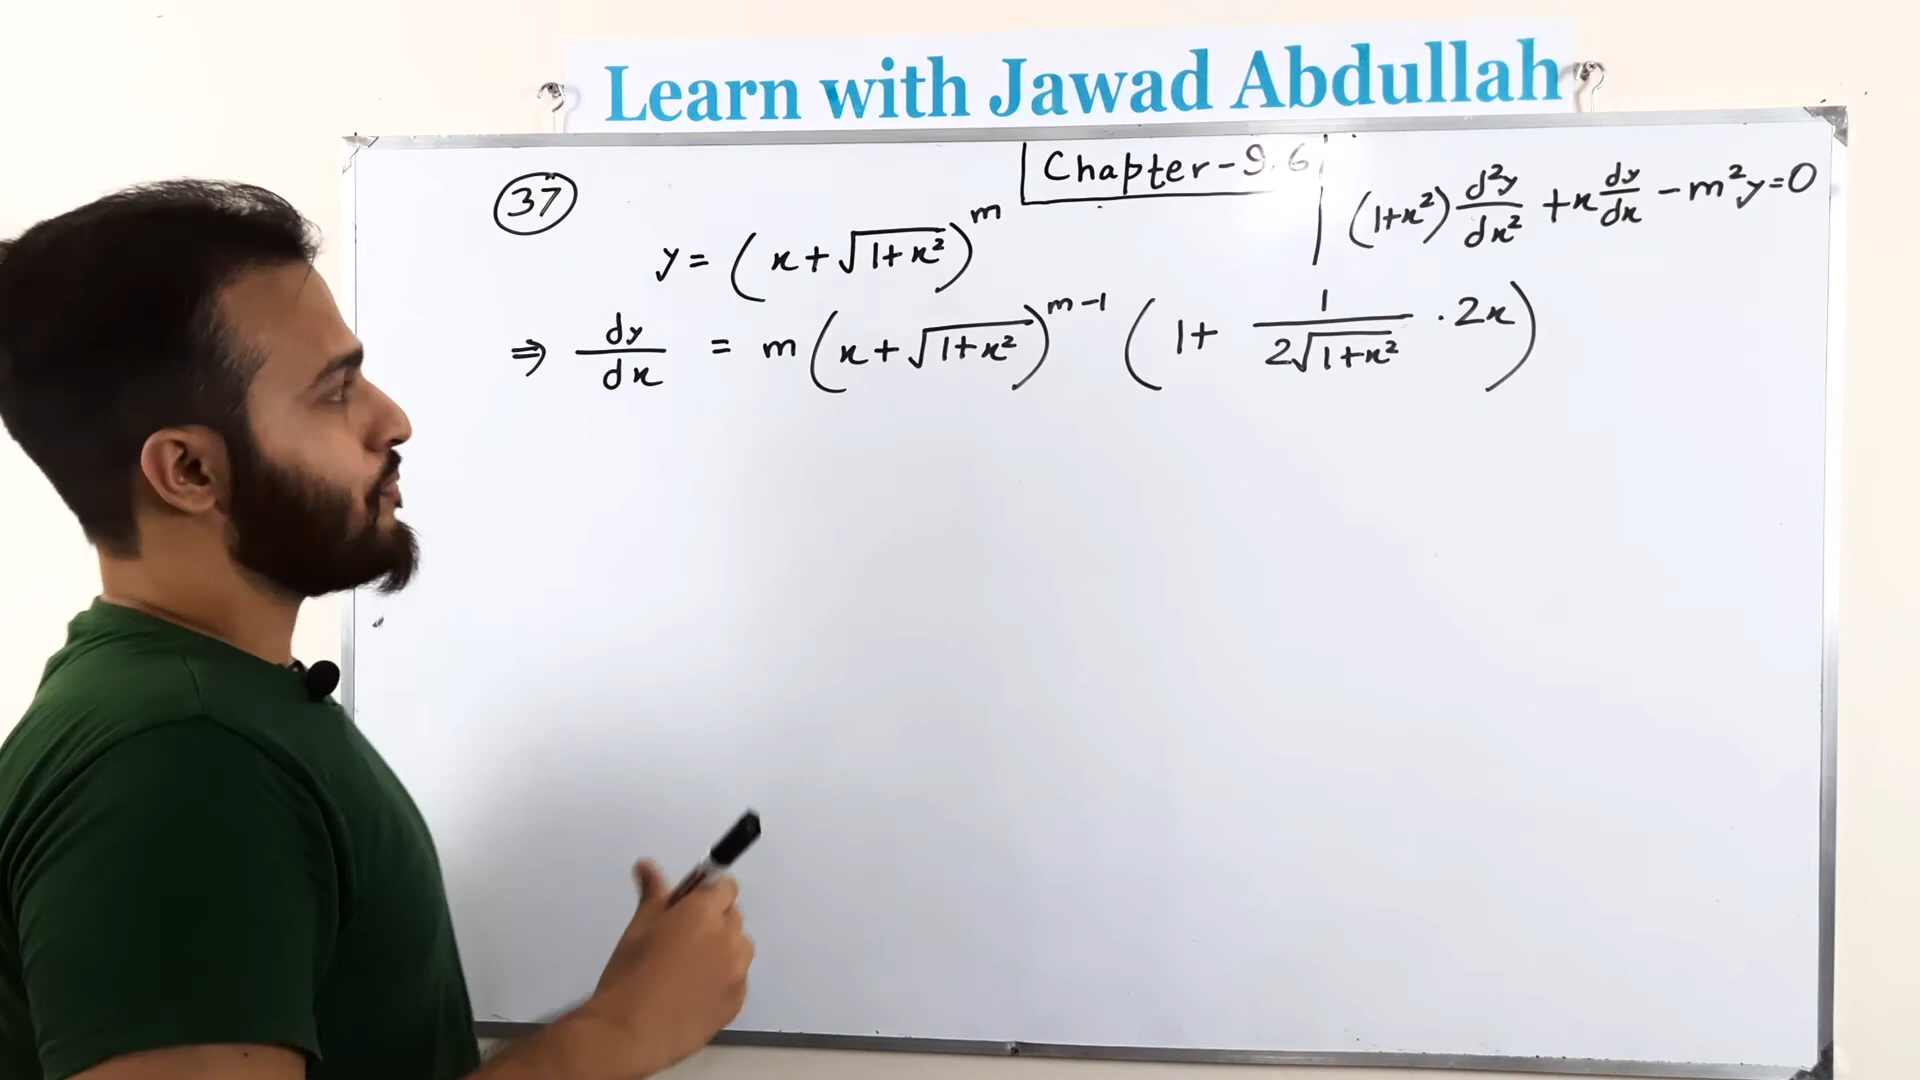 Learn with Jawad Abdullah
Chapter-9.6
(37)
(1+x²) d²y/dx² + x dy/dx - m²y=0
y = (x+√(1+x²))^m
⇒ dy/dx = m(x+√(1+x²))^(m-1) (1+ 1/(2√(1+x²)) · 2x)